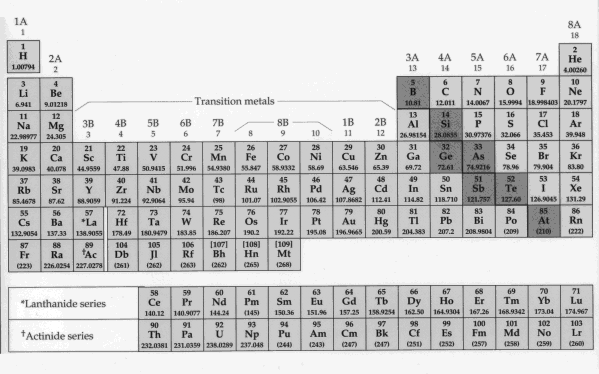 1A 8A
1 18
1 2A 3A 4A 5A 6A 7A 2
H 2 13 14 15 16 17 He
1.00794 4.00260
3 4 5 6 7 8 9 10
Li Be B C N O F Ne
6.941 9.01218 10.81 12.011 14.0067 15.9994 18.998403 20.1797
Transition metals
11 12 3B 4B 5B 6B 7B 8B 1B 2B 13 14 15 16 17 18
Na Mg 3 4 5 6 7 8 9 10 11 12 Al Si P S Cl Ar
22.98977 24.305 26.98154 28.0855 30.97376 32.066 35.453 39.948
19 20 21 22 23 24 25 26 27 28 29 30 31 32 33 34 35 36
K Ca Sc Ti V Cr Mn Fe Co Ni Cu Zn Ga Ge As Se Br Kr
39.0983 40.078 44.9559 47.88 50.9415 51.996 54.9380 55.847 58.9332 58.69 63.546 65.39 69.72 72.61 74.9216 78.96 79.904 83.80
37 38 39 40 41 42 43 44 45 46 47 48 49 50 51 52 53 54
Rb Sr Y Zr Nb Mo Tc Ru Rh Pd Ag Cd In Sn Sb Te I Xe
85.4678 87.62 88.9059 91.224 92.9064 95.94 (98) 101.07 102.9055 106.42 107.8682 112.41 114.82 118.710 121.757 127.60 126.9045 131.29
55 56 57 72 73 74 75 76 77 78 79 80 81 82 83 84 85 86
Cs Ba *La Hf Ta W Re Os Ir Pt Au Hg Tl Pb Bi Po At Rn
132.9054 137.33 138.9055 178.49 180.9479 183.85 186.207 190.2 192.22 195.08 196.9665 200.59 204.383 207.2 208.9804 (209) (210) (222)
87 88 89 104 105 106 [107] [108] [109]
Fr Ra †Ac Db Jl Rf Bh Hn Mt
(223) 226.0254 227.0278 (261) (262) (263) (262) (265) (268)
58 59 60 61 62 63 64 65 66 67 68 69 70 71
*Lanthanide series Ce Pr Nd Pm Sm Eu Gd Tb Dy Ho Er Tm Yb Lu
140.12 140.9077 144.24 (145) 150.36 151.96 157.25 158.9254 162.50 164.9304 167.26 168.9342 173.04 174.967
90 91 92 93 94 95 96 97 98 99 100 101 102 103
†Actinide series Th Pa U Np Pu Am Cm Bk Cf Es Fm Md No Lr
232.0381 231.0359 238.0289 237.048 (244) (243) (247) (247) (251) (252) (257) (258) (259) (260)